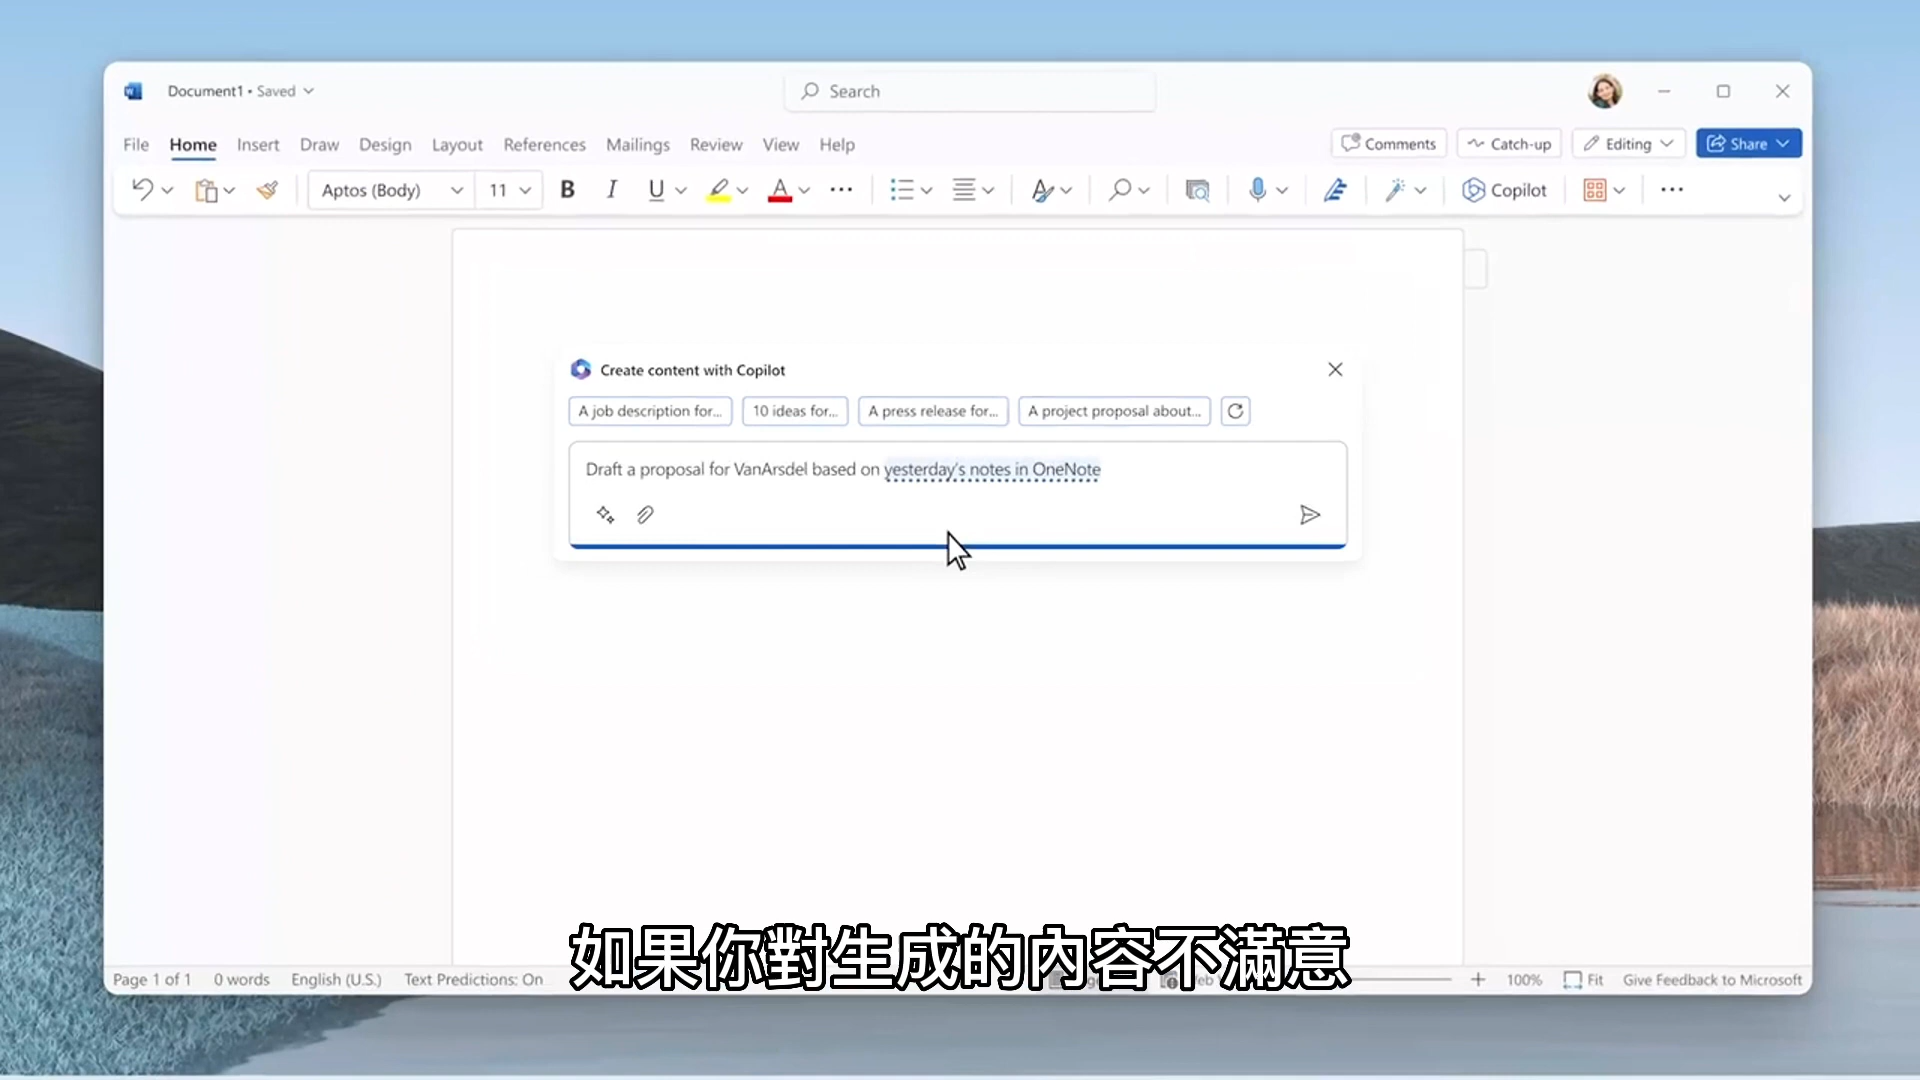 Document1 • Saved
Search
File Home Insert Draw Design Layout References Mailings Review View Help
Comments Catch-up Editing Share
Aptos (Body) 11 B I U A Copilot
Create content with Copilot
A job description for... 10 ideas for... A press release for... A project proposal about...
Draft a proposal for VanArsdel based on yesterday's notes in OneNote
如果你對生成的內容不滿意
Page 1 of 1 0 words English (U.S.) Text Predictions: On 100% Fit Give Feedback to Microsoft